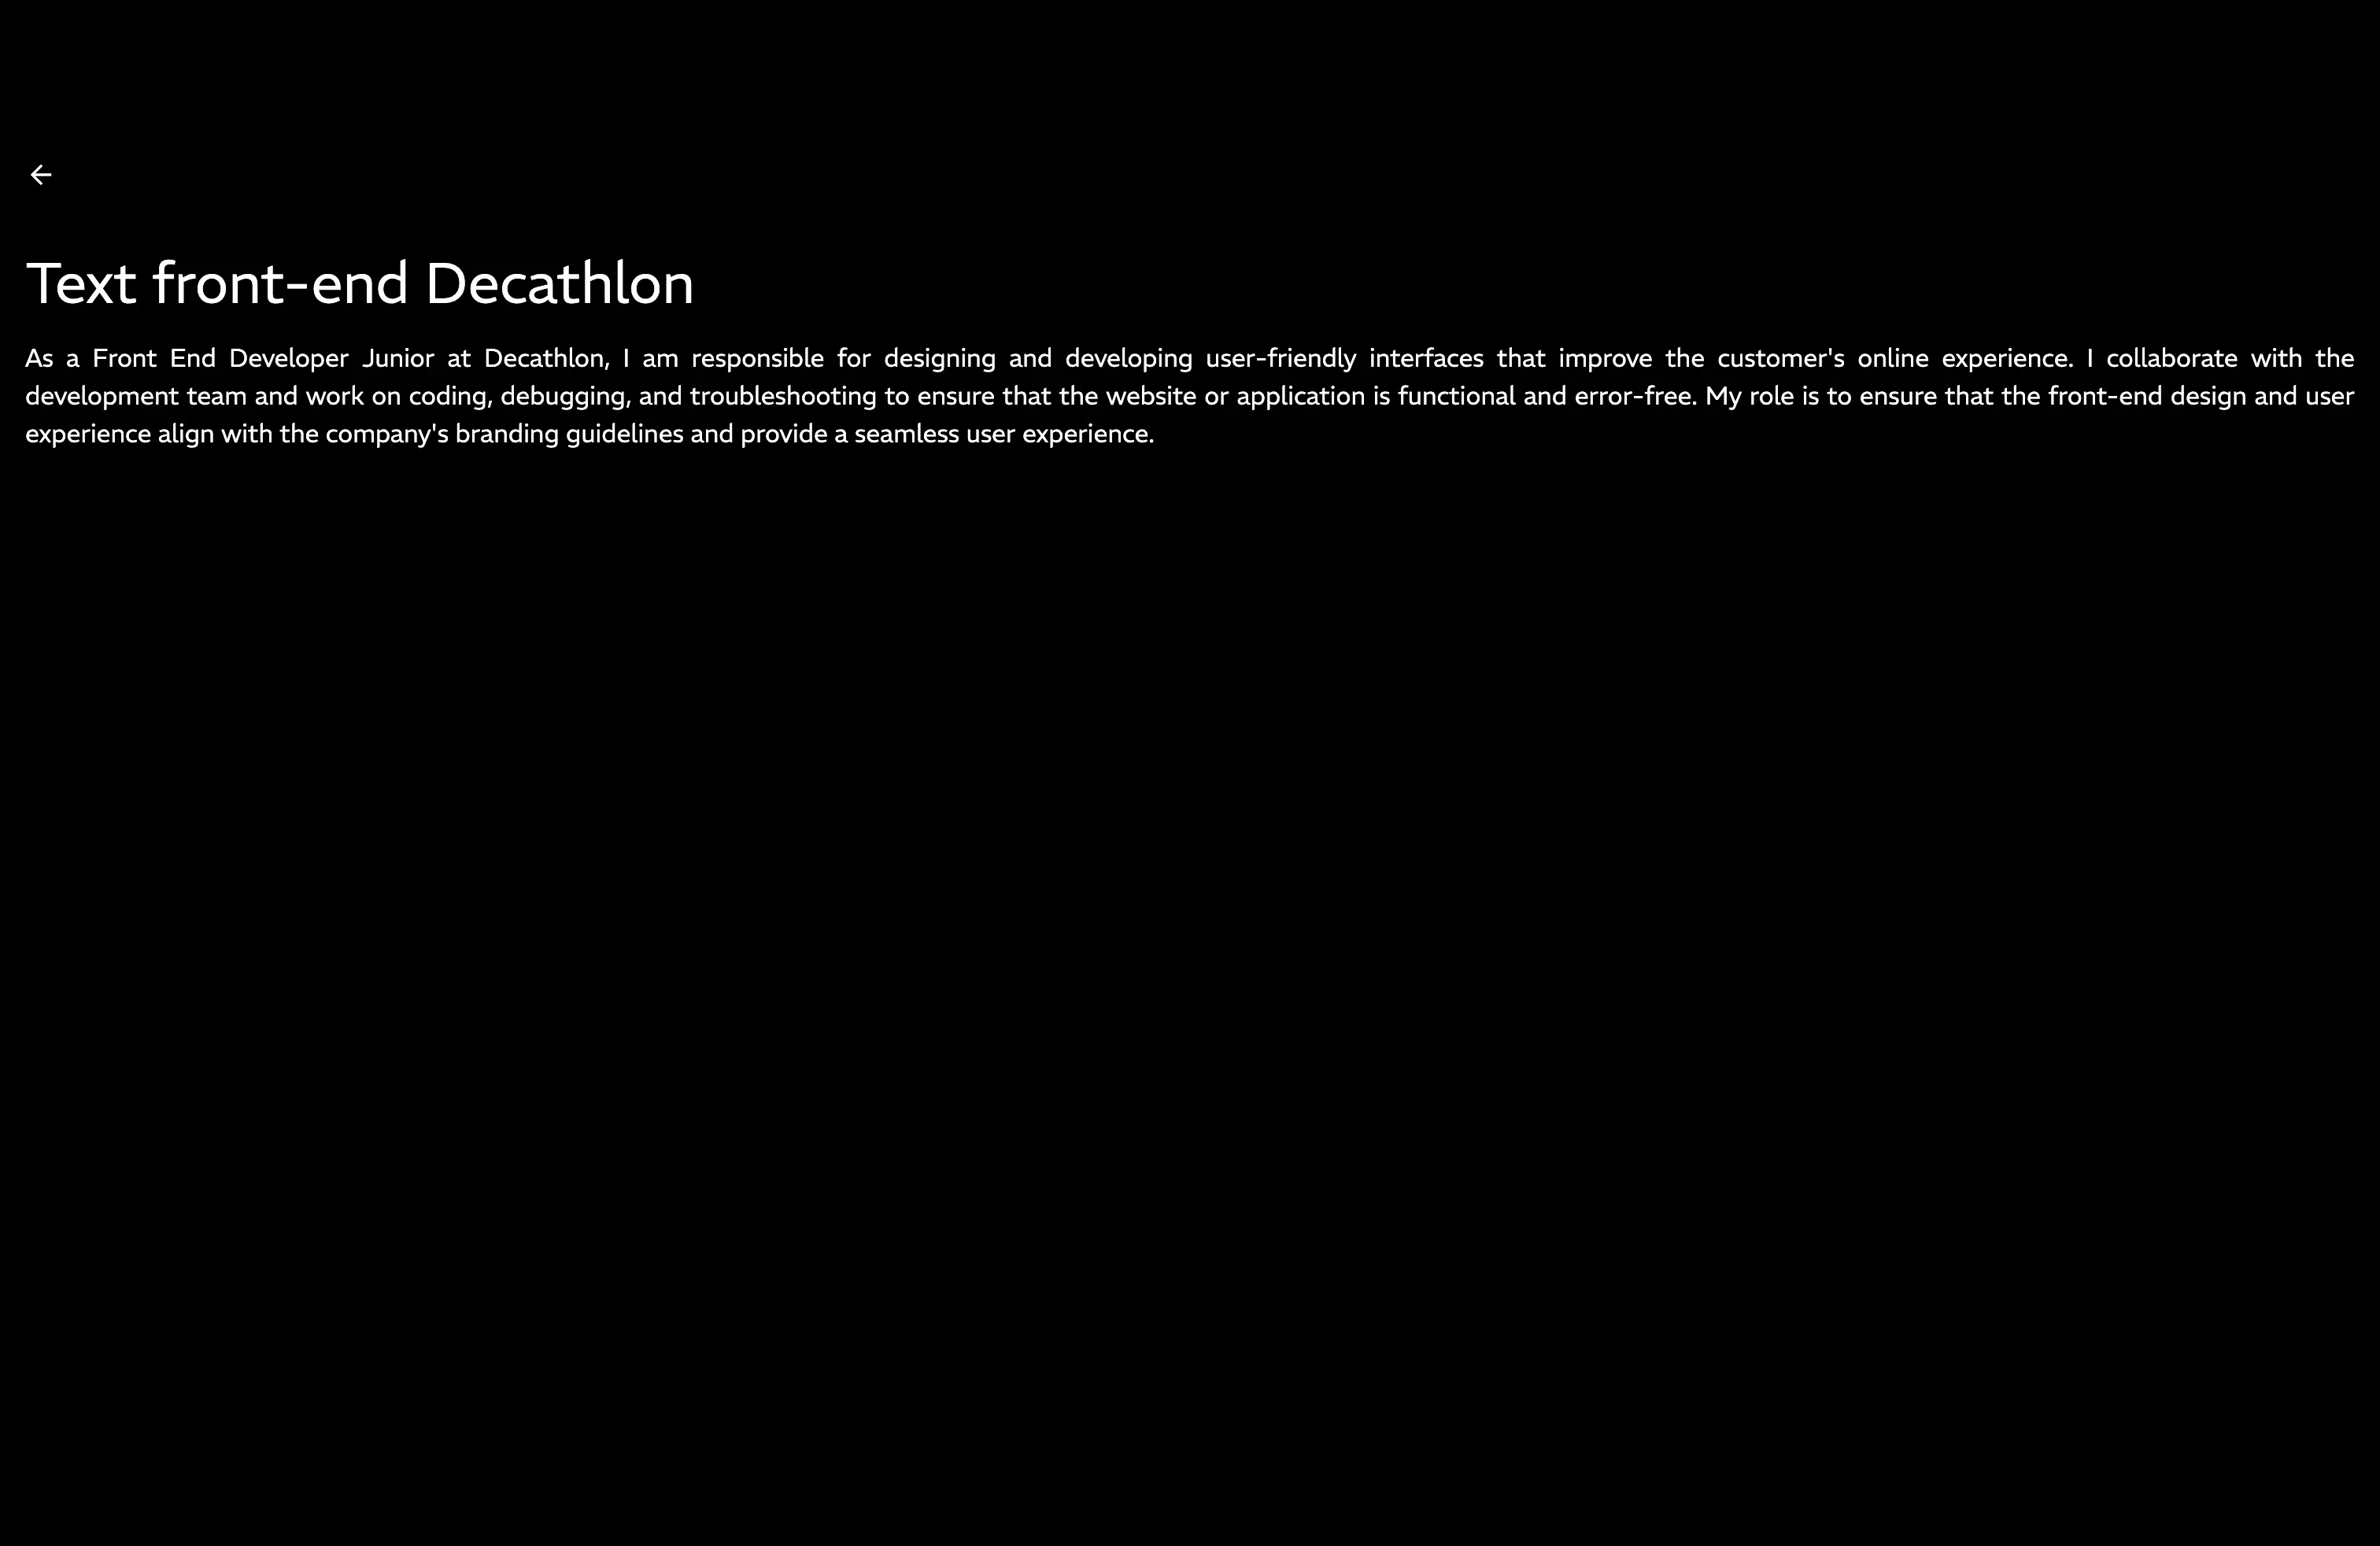 Text front-end Decathlon
As a Front End Developer Junior at Decathlon, I am responsible for designing and developing user-friendly interfaces that improve the customer's online experience. I collaborate with the
development team and work on coding, debugging, and troubleshooting to ensure that the website or application is functional and error-free. My role is to ensure that the front-end design and user
experience align with the company's branding guidelines and provide a seamless user experience.